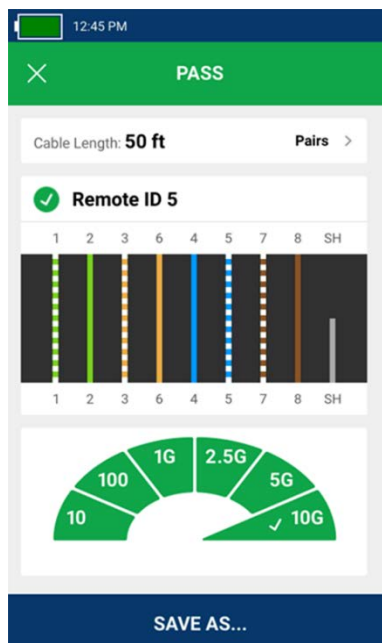 12:45 PM
PASS
Cable Length: 50 ft Pairs >
Remote ID 5
1 2 3 6 4 5 7 8 SH
1 2 3 6 4 5 7 8 SH
10 100 1G 2.5G 5G 10G
SAVE AS...